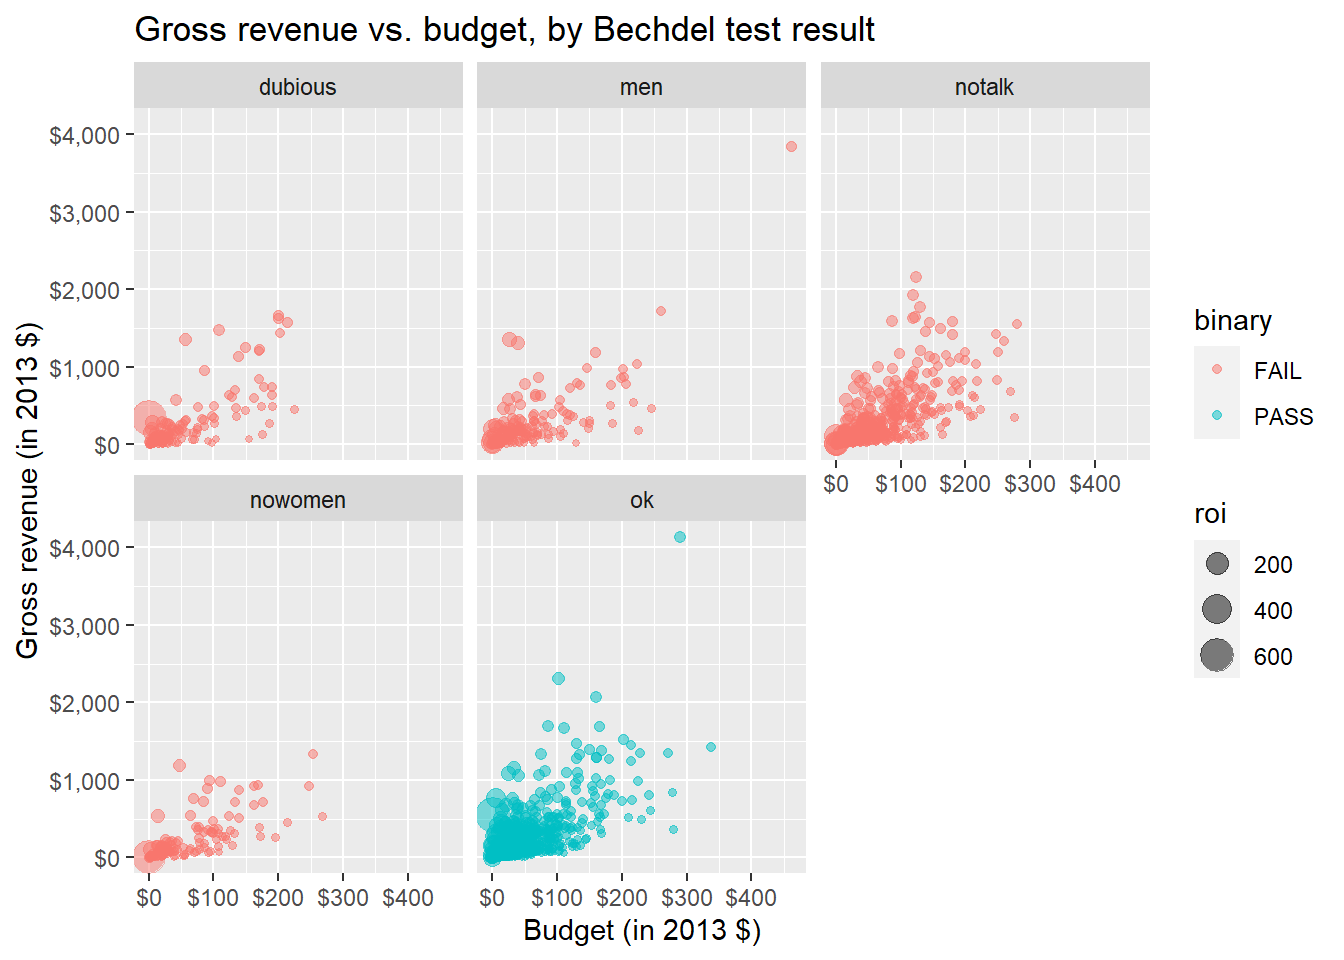 Gross revenue vs. budget, by Bechdel test result
dubious
men
notalk
$4,000
$3,000
$2,000
$1,000
$0
$0 $100 $200 $300 $400
nowomen
ok
$4,000
$3,000
$2,000
$1,000
$0
$0 $100 $200 $300 $400
$0 $100 $200 $300 $400
Budget (in 2013 $)
Gross revenue (in 2013 $)
binary
FAIL
PASS
roi
200
400
600